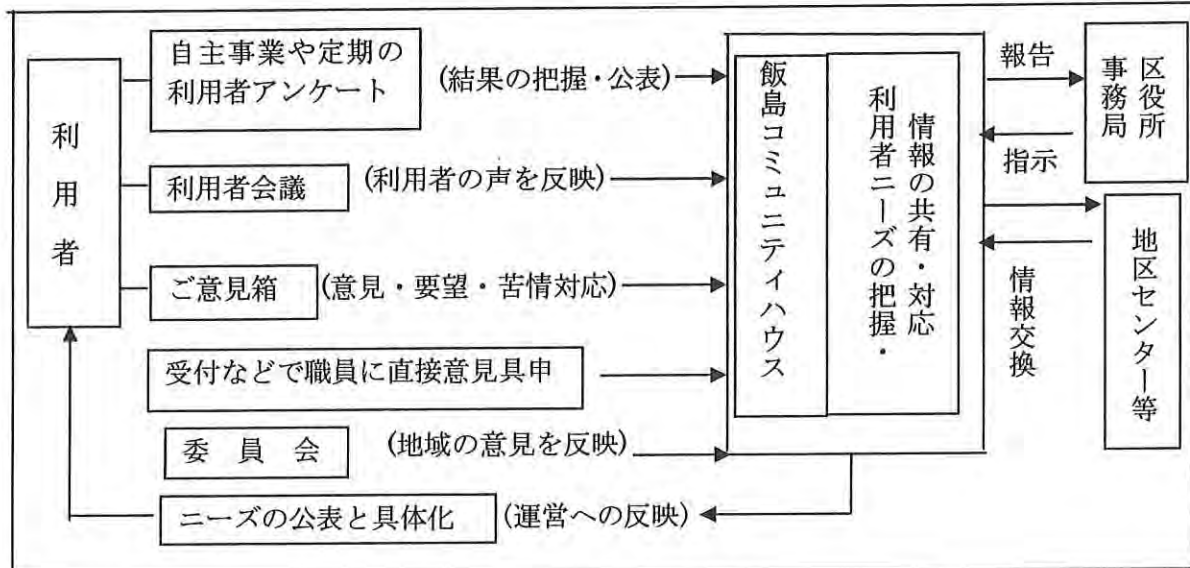 利用者
自主事業や定期の
利用者アンケート
(結果の把握・公表)
利用者会議
(利用者の声を反映)
ご意見箱
(意見・要望・苦情対応)
受付などで職員に直接意見具申
委員会
(地域の意見を反映)
ニーズの公表と具体化
(運営への反映)
飯島コミュニティハウス
利用者ニーズの把握・
情報の共有・対応
報告
指示
区役所
事務局
情報交換
地区センター等